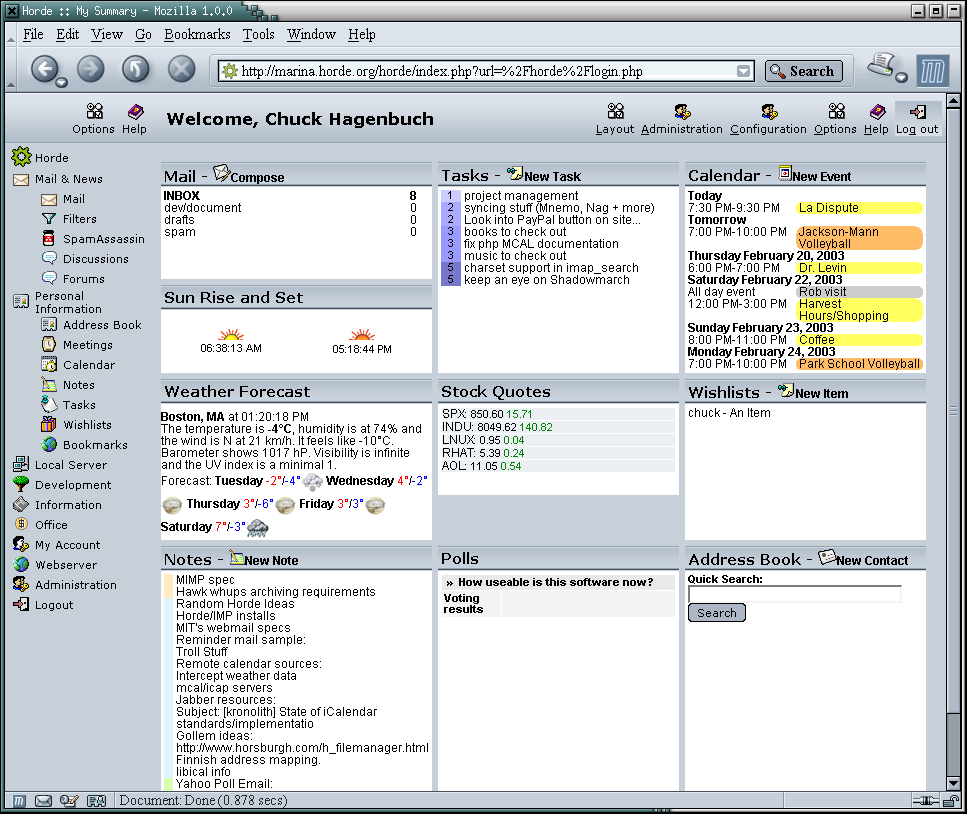 Horde :: My Summary - Mozilla 1.0.0
File Edit View Go Bookmarks Tools Window Help
http://marina.horde.org/horde/index.php?url=%2Fhorde%2Flogin.php
Search
Options Help
Welcome, Chuck Hagenbuch
Layout Administration Configuration Options Help Log out
Horde
Mail & News
Mail
Filters
SpamAssassin
Discussions
Forums
Personal
Information
Address Book
Meetings
Calendar
Notes
Tasks
Wishlists
Bookmarks
Local Server
Development
Information
Office
My Account
Webserver
Administration
Logout
Mail - Compose
INBOX 8
dev/document 0
drafts 0
spam 0
Sun Rise and Set
06:38:13 AM 05:18:44 PM
Tasks - New Task
1 project management
2 syncing stuff (Mnemo, Nag + more)
2 Look into PayPal button on site...
3 books to check out
3 fix php MCAL documentation
3 music to check out
5 charset support in imap_search
5 keep an eye on Shadowmarch
Calendar - New Event
Today
7:30 PM-9:30 PM La Dispute
Tomorrow
7:00 PM-10:00 PM Jackson-Mann
Volleyball
Thursday February 20, 2003
6:00 PM-7:00 PM Dr. Levin
Saturday February 22, 2003
All day event Rob visit
12:00 PM-3:00 PM Harvest
Hours/Shopping
Sunday February 23, 2003
8:00 PM-11:00 PM Coffee
Monday February 24, 2003
7:00 PM-10:00 PM Park School Volleyball
Weather Forecast
Boston, MA at 01:20:18 PM
The temperature is -4°C, humidity is at 74% and
the wind is N at 21 km/h. It feels like -10°C.
Barometer shows 1017 hP. Visibility is infinite
and the UV index is a minimal 1.
Forecast: Tuesday -2°/-4° Wednesday 4°/-2°
Thursday 3°/-6° Friday 3°/3°
Saturday 7°/-3°
Stock Quotes
SPX: 850.60 15.71
INDU: 8049.62 140.82
LNUX: 0.95 0.04
RHAT: 5.39 0.24
AOL: 11.05 0.54
Wishlists - New Item
chuck - An Item
Notes - New Note
MIMP spec
Hawk whups archiving requirements
Random Horde Ideas
Horde/IMP installs
MIT's webmail specs
Reminder mail sample:
Troll Stuff
Remote calendar sources:
Intercept weather data
mcal/icap servers
Jabber resources:
Subject: [kronolith] State of iCalendar
standards/implementatio
Gollem ideas:
http://www.horsburgh.com/h_filemanager.html
Finnish address mapping.
libical info
Yahoo Poll Email:
Polls
» How useable is this software now?
Voting
results
Address Book - New Contact
Quick Search:
Search
Document: Done (0.878 secs)